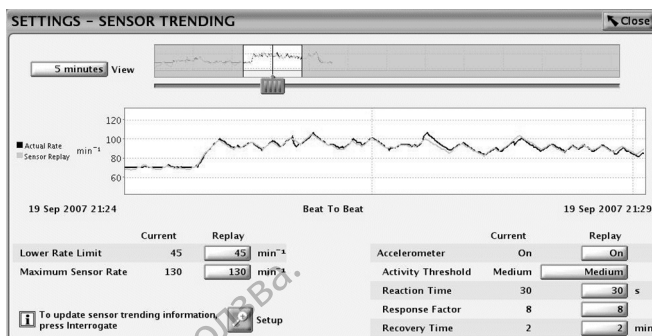 SETTINGS - SENSOR TRENDING
Close
5 minutes View
120
100
80
60
Actual Rate
Sensor Replay
min⁻¹
19 Sep 2007 21:24
Beat To Beat
19 Sep 2007 21:29
Current Replay
Lower Rate Limit 45 45 min⁻¹
Maximum Sensor Rate 130 130 min⁻¹
To update sensor trending information,
press Interrogate
Setup
Current Replay
Accelerometer On On
Activity Threshold Medium Medium
Reaction Time 30 30 s
Response Factor 8 8
Recovery Time 2 2 min